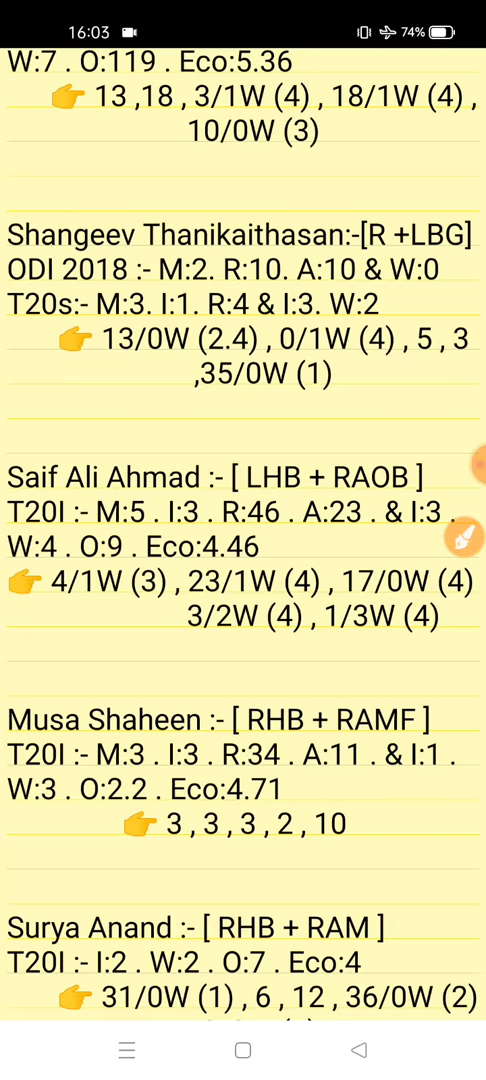 16:03
74%
W:7 . O:119 . Eco:5.36
👉 13 ,18 , 3/1W (4) , 18/1W (4) ,
10/0W (3)
Shangeev Thanikaithasan:-[R +LBG]
ODI 2018 :- M:2. R:10. A:10 & W:0
T20s:- M:3. I:1. R:4 & I:3. W:2
👉 13/0W (2.4) , 0/1W (4) , 5 , 3
,35/0W (1)
Saif Ali Ahmad :- [ LHB + RAOB ]
T20I :- M:5 . I:3 . R:46 . A:23 . & I:3 .
W:4 . O:9 . Eco:4.46
👉 4/1W (3) , 23/1W (4) , 17/0W (4)
3/2W (4) , 1/3W (4)
Musa Shaheen :- [ RHB + RAMF ]
T20I :- M:3 . I:3 . R:34 . A:11 . & I:1 .
W:3 . O:2.2 . Eco:4.71
👉 3 , 3 , 3 , 2 , 10
Surya Anand :- [ RHB + RAM ]
T20I :- I:2 . W:2 . O:7 . Eco:4
👉 31/0W (1) , 6 , 12 , 36/0W (2)